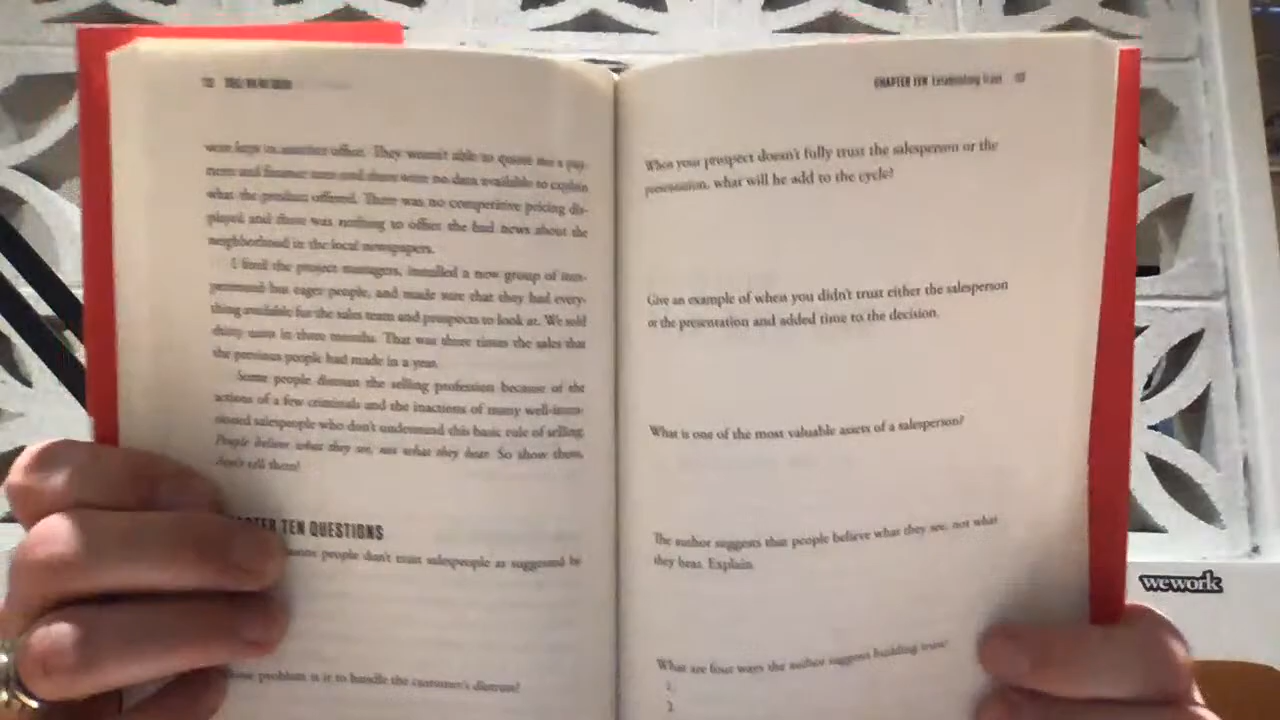 were kept in another office. They weren't able to quote me a pay-
ment and finance rates and there were no data available to explain
what the product offered. There was no competitive pricing dis-
played and there was nothing to offset the bad news about the
neighborhood in the local newspapers.
I fired the project managers, installed a new group of
but eager people, and made sure that they had every-
thing available for the sales team and prospects to look at. We sold
thirty units in three months. That was three times the sales that
the previous people had made in a year.
Some people distrust the selling profession because of the
actions of a few criminals and the inactions of many well-inten-
tioned salespeople who don't understand this basic rule of selling:
People believe what they see, not what they hear. So show them,
don't tell them!
TEN QUESTIONS
people don't trust salespeople as suggested by
problem is it to handle the customer's distrust?
CHAPTER TEN Establishing Trust
When your prospect doesn't fully trust the salesperson or the
presentation, what will he add to the cycle?
Give an example of when you didn't trust either the salesperson
or the presentation and added time to the decision.
What is one of the most valuable assets of a salesperson?
The author suggests that people believe what they see, not what
they hear. Explain.
What are four ways the author suggests building trust?
1.
2.
wework